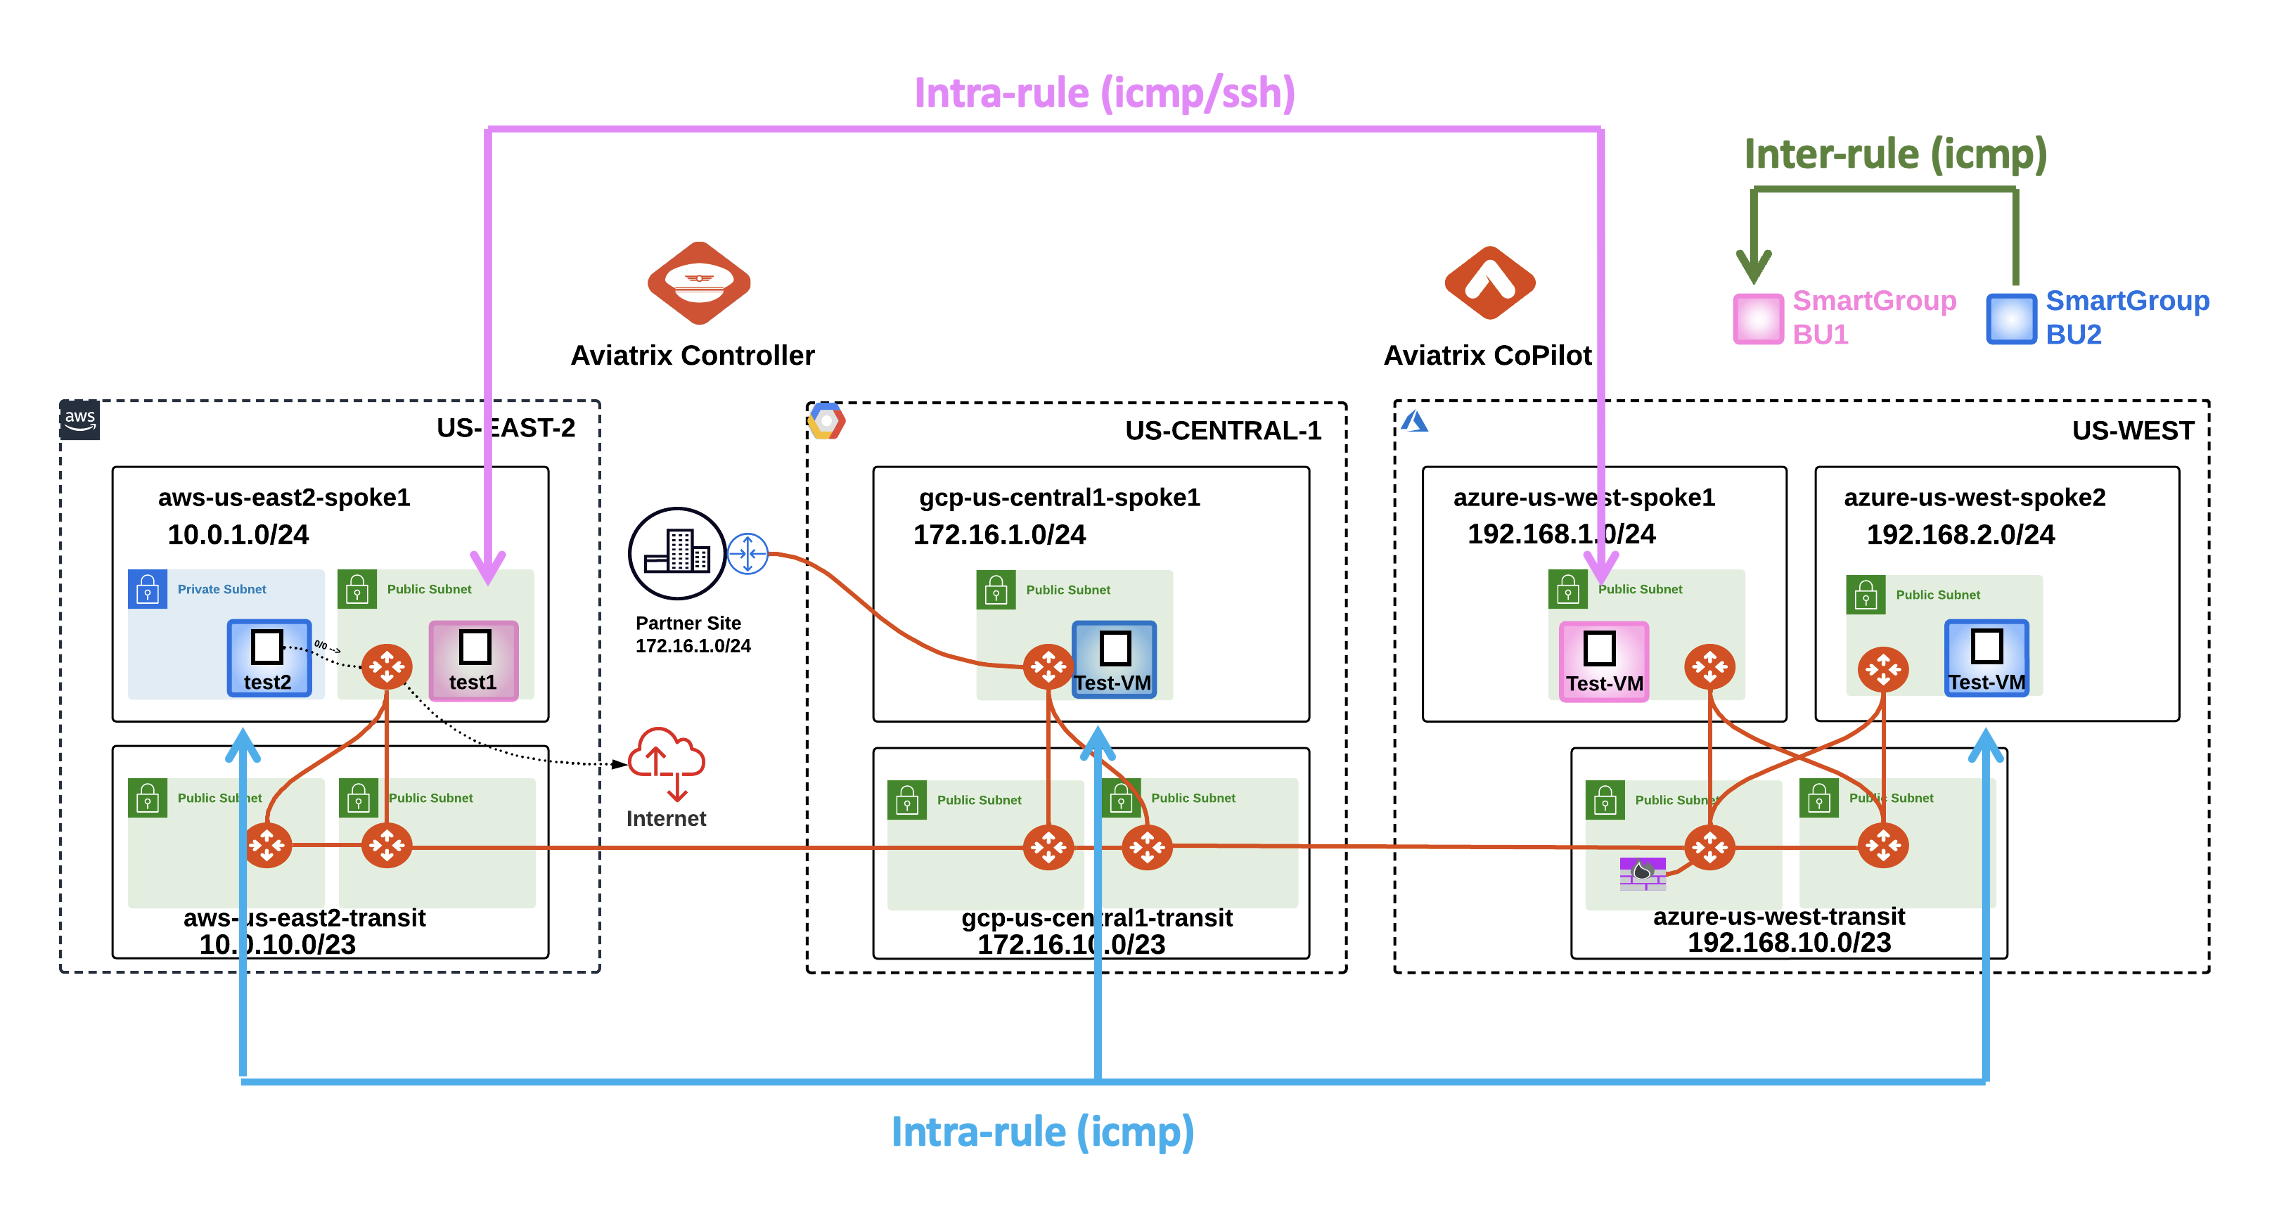 Intra-rule (icmp/ssh)
Inter-rule (icmp)
SmartGroup
BU1
SmartGroup
BU2
Aviatrix Controller
Aviatrix CoPilot
aws
US-EAST-2
aws-us-east2-spoke1
10.0.1.0/24
Private Subnet
Public Subnet
test2
0/0 -->
test1
aws-us-east2-transit
10.0.10.0/23
Public Subnet
Public Subnet
Partner Site
172.16.1.0/24
Internet
US-CENTRAL-1
gcp-us-central1-spoke1
172.16.1.0/24
Public Subnet
Test-VM
Public Subnet
Public Subnet
gcp-us-central1-transit
172.16.10.0/23
US-WEST
azure-us-west-spoke1
192.168.1.0/24
Public Subnet
Test-VM
azure-us-west-spoke2
192.168.2.0/24
Public Subnet
Test-VM
Public Subnet
Public Subnet
azure-us-west-transit
192.168.10.0/23
Intra-rule (icmp)